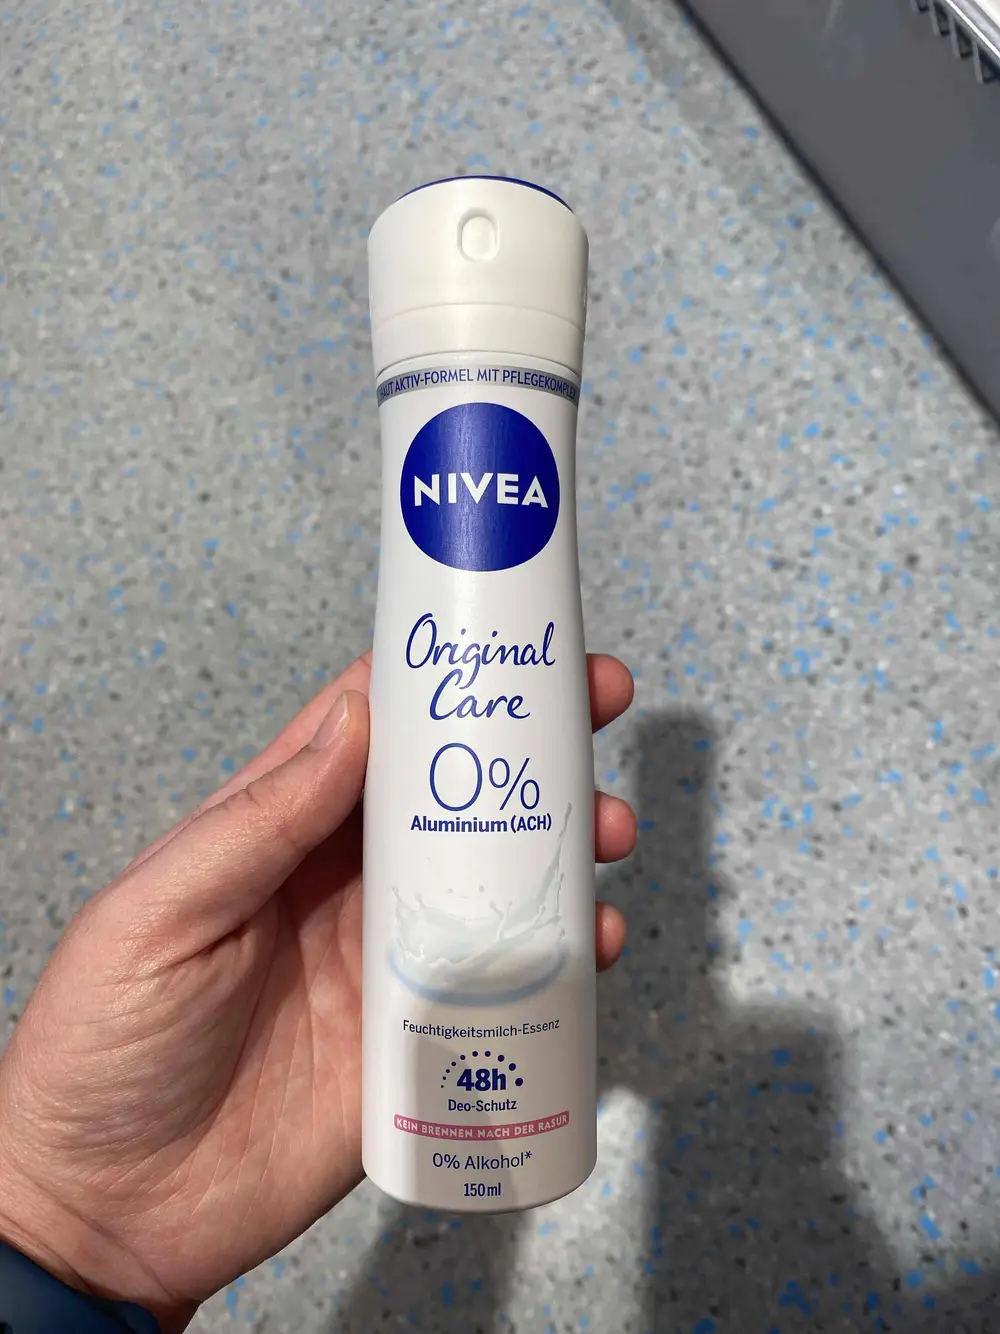 HAUT AKTIV-FORMEL MIT PFLEGEKOMPLEX
NIVEA
Original
Care
0%
Aluminium (ACH)
Feuchtigkeitsmilch-Essenz
48h
Deo-Schutz
KEIN BRENNEN NACH DER RASUR
0% Alkohol*
150 ml